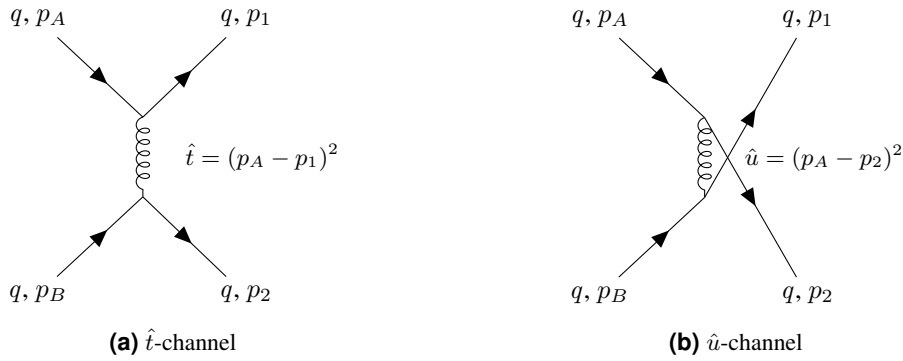 q, p_A q, p_1 q, p_A q, p_1
t̂ = (p_A − p_1)^2 û = (p_A − p_2)^2
q, p_B q, p_2 q, p_B q, p_2
(a) t̂-channel (b) û-channel